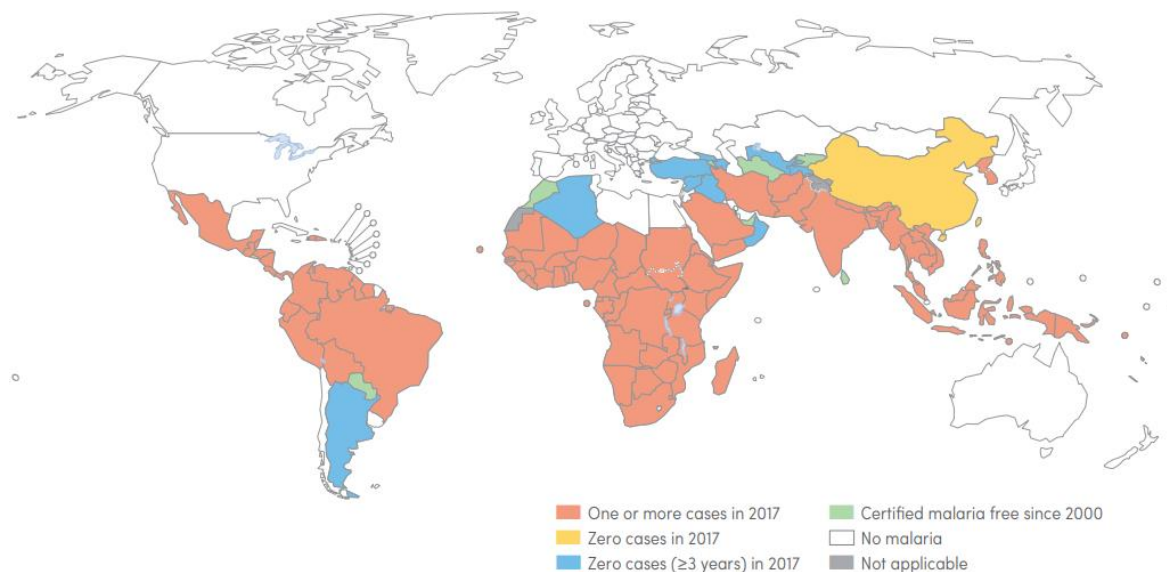 One or more cases in 2017
Zero cases in 2017
Zero cases (≥3 years) in 2017
Certified malaria free since 2000
No malaria
Not applicable